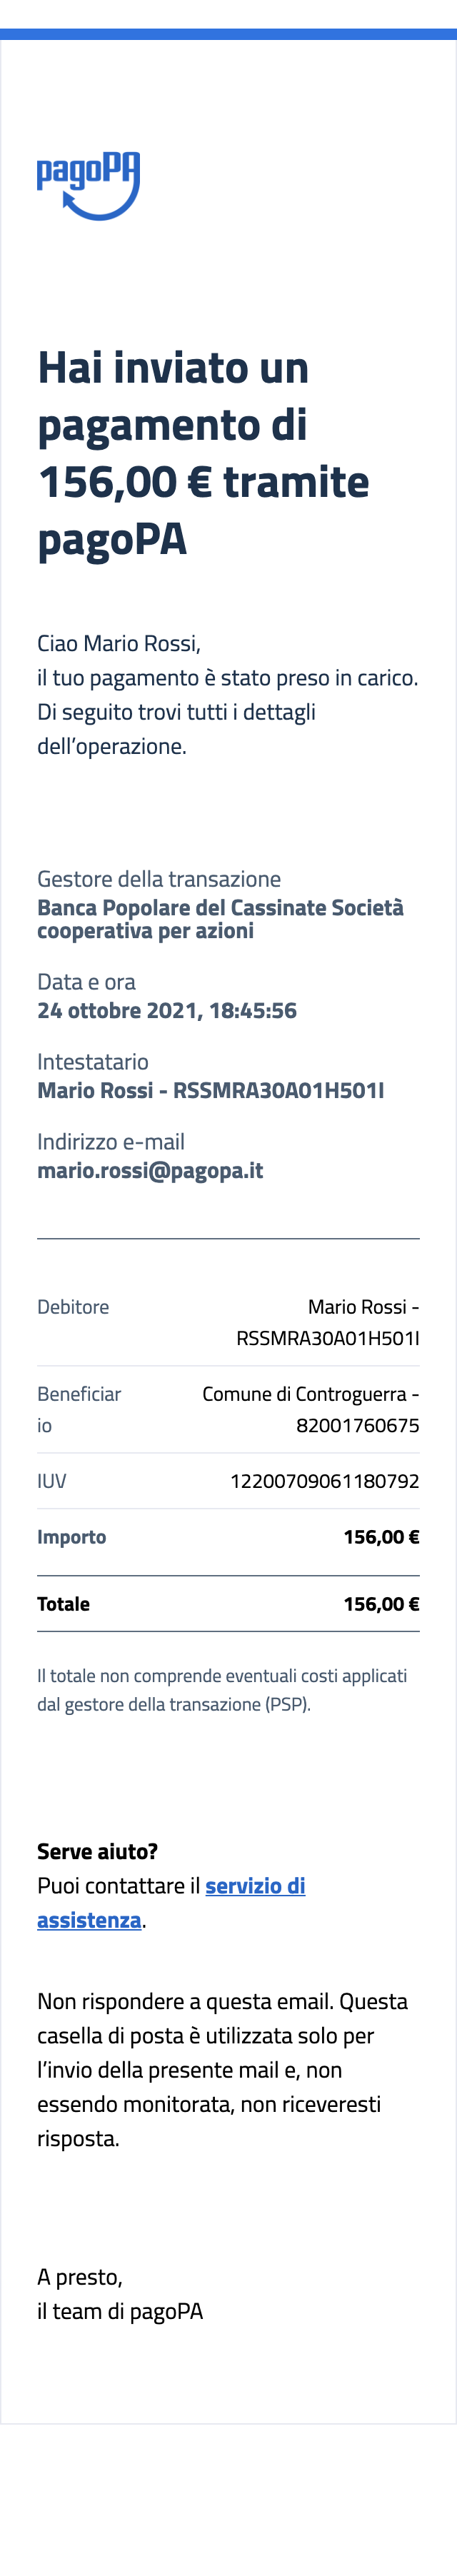 pagoPA
Hai inviato un
pagamento di
156,00 € tramite
pagoPA
Ciao Mario Rossi,
il tuo pagamento è stato preso in carico.
Di seguito trovi tutti i dettagli
dell’operazione.
Gestore della transazione
Banca Popolare del Cassinate Società
cooperativa per azioni
Data e ora
24 ottobre 2021, 18:45:56
Intestatario
Mario Rossi - RSSMRA30A01H501I
Indirizzo e-mail
mario.rossi@pagopa.it
Debitore Mario Rossi -
RSSMRA30A01H501I
Beneficiar Comune di Controguerra -
io 82001760675
IUV 12200709061180792
Importo 156,00 €
Totale 156,00 €
Il totale non comprende eventuali costi applicati
dal gestore della transazione (PSP).
Serve aiuto?
Puoi contattare il servizio di
assistenza.
Non rispondere a questa email. Questa
casella di posta è utilizzata solo per
l’invio della presente mail e, non
essendo monitorata, non riceveresti
risposta.
A presto,
il team di pagoPA